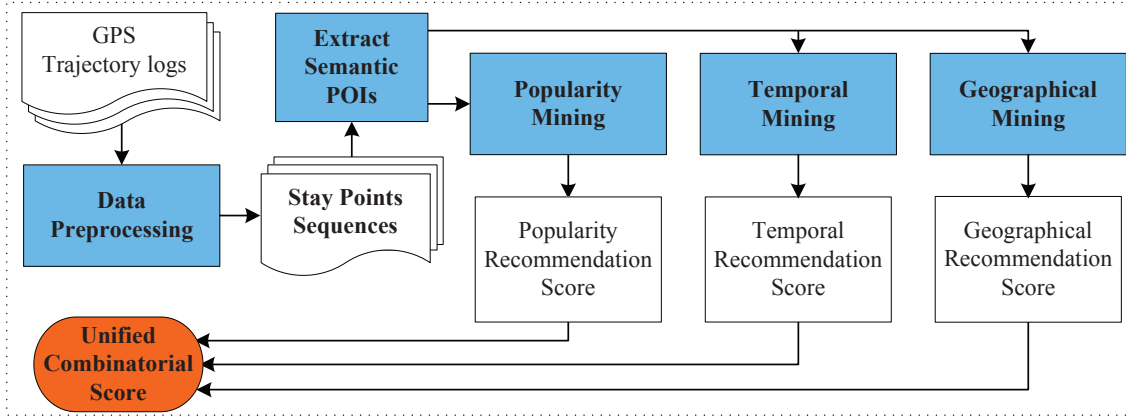 GPS
Trajectory logs
Extract
Semantic
POIs
Popularity
Mining
Temporal
Mining
Geographical
Mining
Data
Preprocessing
Stay Points
Sequences
Popularity
Recommendation
Score
Temporal
Recommendation
Score
Geographical
Recommendation
Score
Unified
Combinatorial
Score